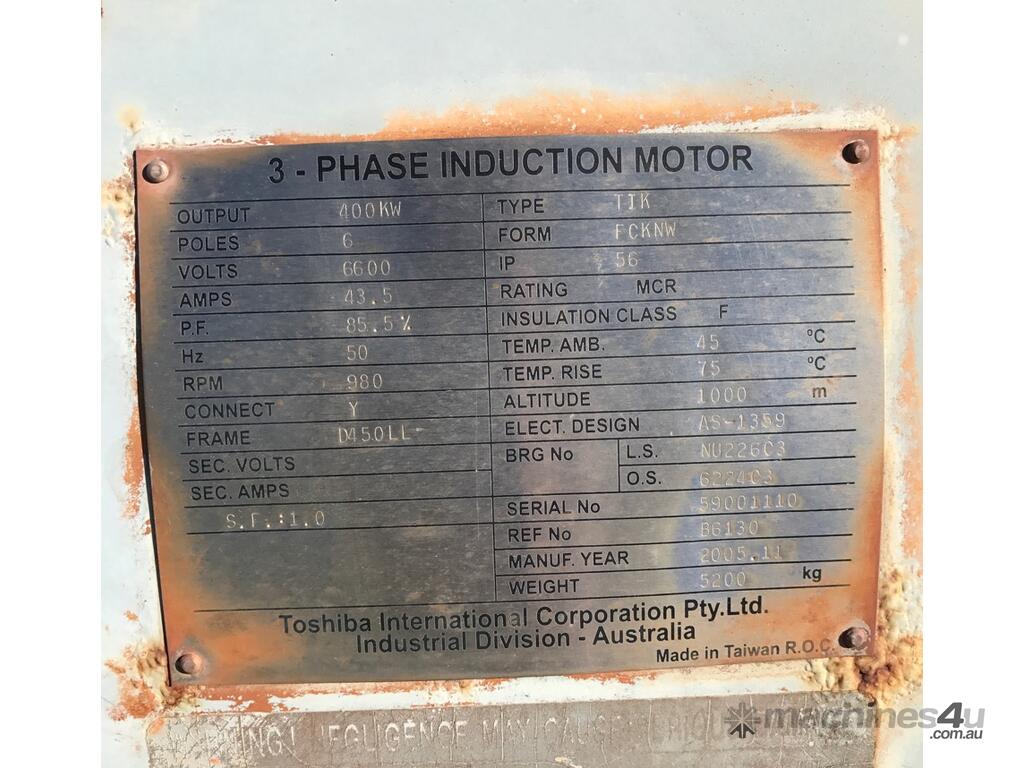 3 - PHASE INDUCTION MOTOR
OUTPUT 400KW
POLES 6
VOLTS 6600
AMPS 43.5
P.F. 85.5%
Hz 50
RPM 980
CONNECT Y
FRAME D450LL
SEC. VOLTS
SEC. AMPS
S.F.:1.0
TYPE TIK
FORM FCKNW
IP 56
RATING MCR
INSULATION CLASS F
TEMP. AMB. 45 ºC
TEMP. RISE 75 ºC
ALTITUDE 1000 m
ELECT. DESIGN AS-1359
BRG No L.S. NU226C3
O.S. 6224C3
SERIAL No 59001110
REF No B6130
MANUF. YEAR 2005.11
WEIGHT 5200 kg
Toshiba International Corporation Pty.Ltd.
Industrial Division - Australia
Made in Taiwan R.O.C.
NEGLIGENCE MAY
machines4u
.com.au